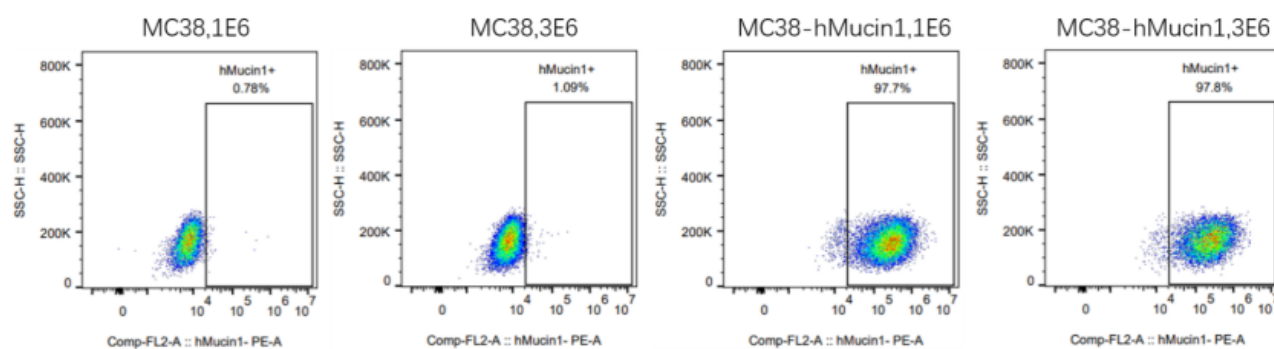 MC38,1E6
hMucin1+
0.78%
800K
600K
400K
200K
0
SSC-H :: SSC-H
0 10^4 10^5 10^6 10^7
Comp-FL2-A :: hMucin1- PE-A
MC38,3E6
hMucin1+
1.09%
800K
600K
400K
200K
0
SSC-H :: SSC-H
0 10^4 10^5 10^6 10^7
Comp-FL2-A :: hMucin1- PE-A
MC38-hMucin1,1E6
hMucin1+
97.7%
800K
600K
400K
200K
0
SSC-H :: SSC-H
0 10^4 10^5 10^6 10^7
Comp-FL2-A :: hMucin1- PE-A
MC38-hMucin1,3E6
hMucin1+
97.8%
800K
600K
400K
200K
0
SSC-H :: SSC-H
0 10^4 10^5 10^6 10^7
Comp-FL2-A :: hMucin1- PE-A